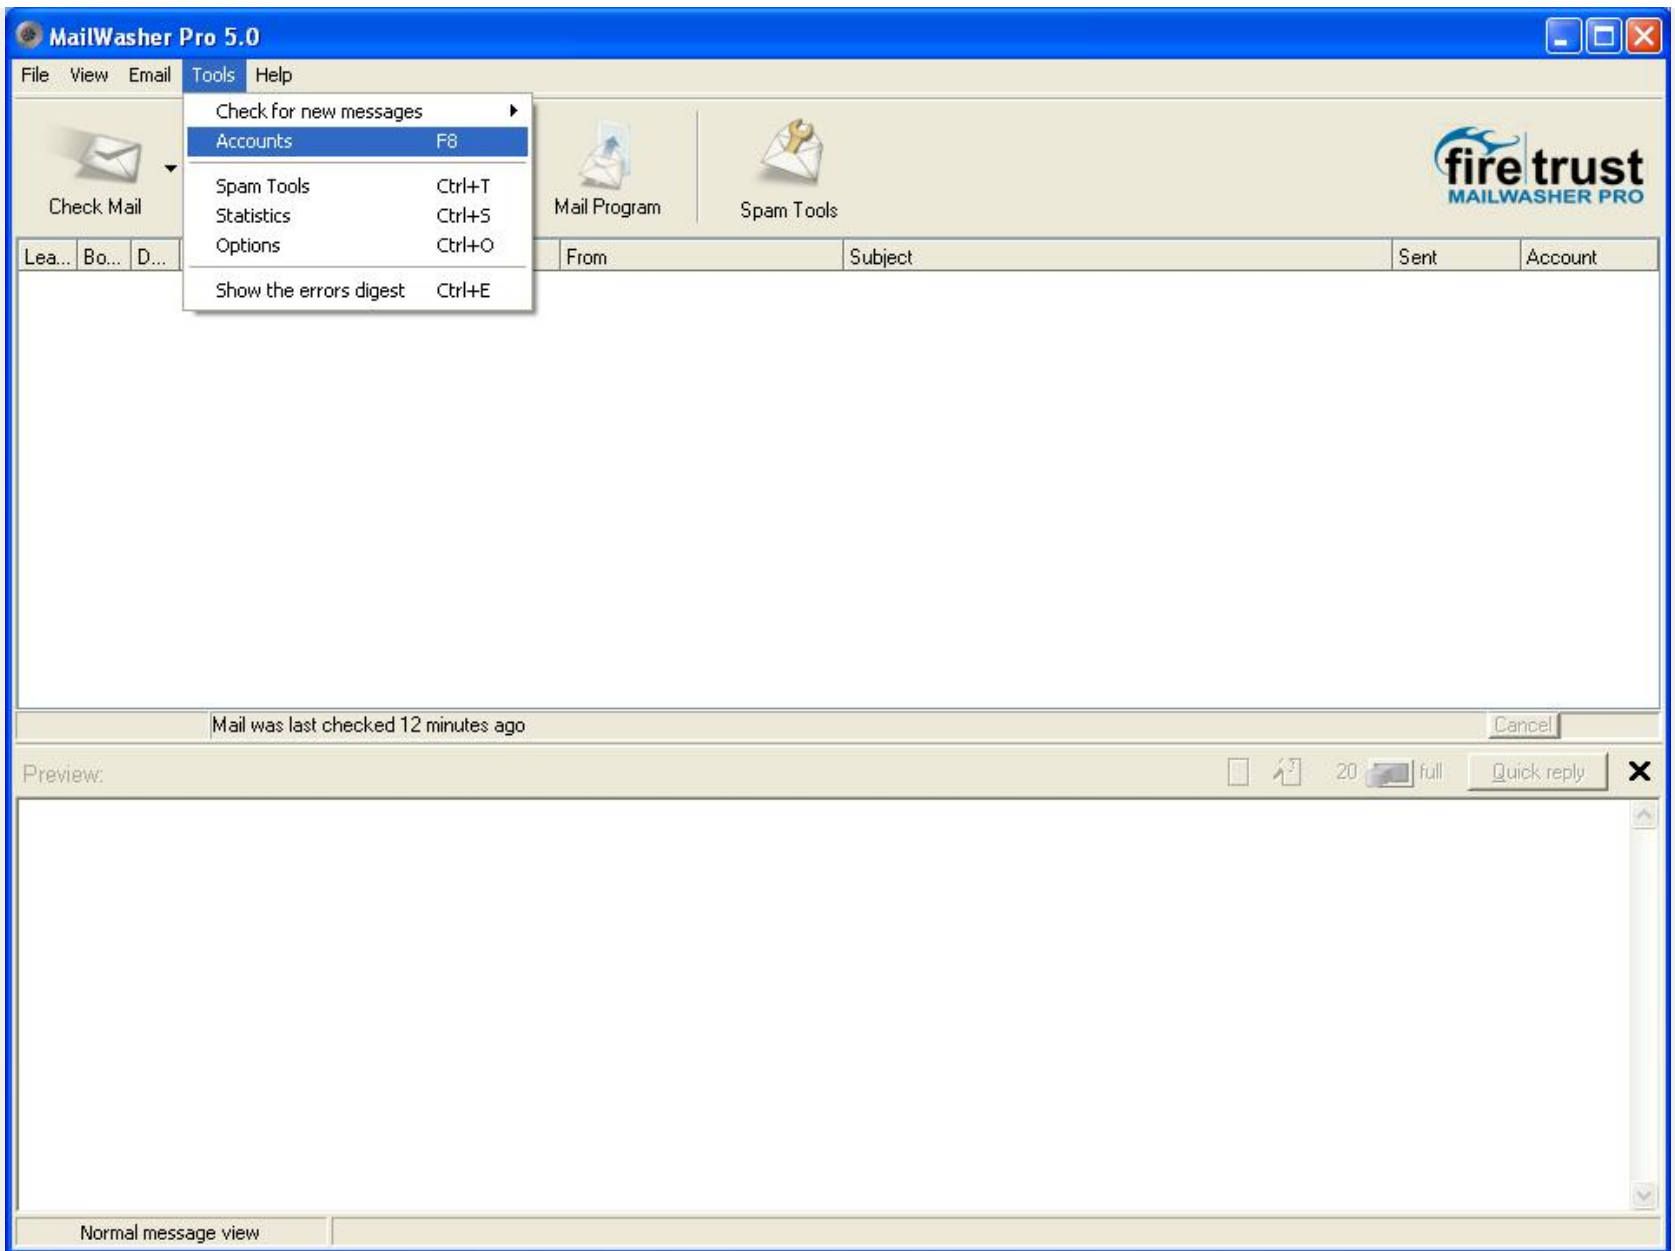 MailWasher Pro 5.0
File View Email Tools Help
Check for new messages
Accounts F8
Spam Tools Ctrl+T
Statistics Ctrl+S
Options Ctrl+O
Show the errors digest Ctrl+E
Check Mail
Mail Program
Spam Tools
fire trust
MAILWASHER PRO
Lea... Bo... D... From Subject Sent Account
Mail was last checked 12 minutes ago Cancel
Preview: 20 full Quick reply
Normal message view